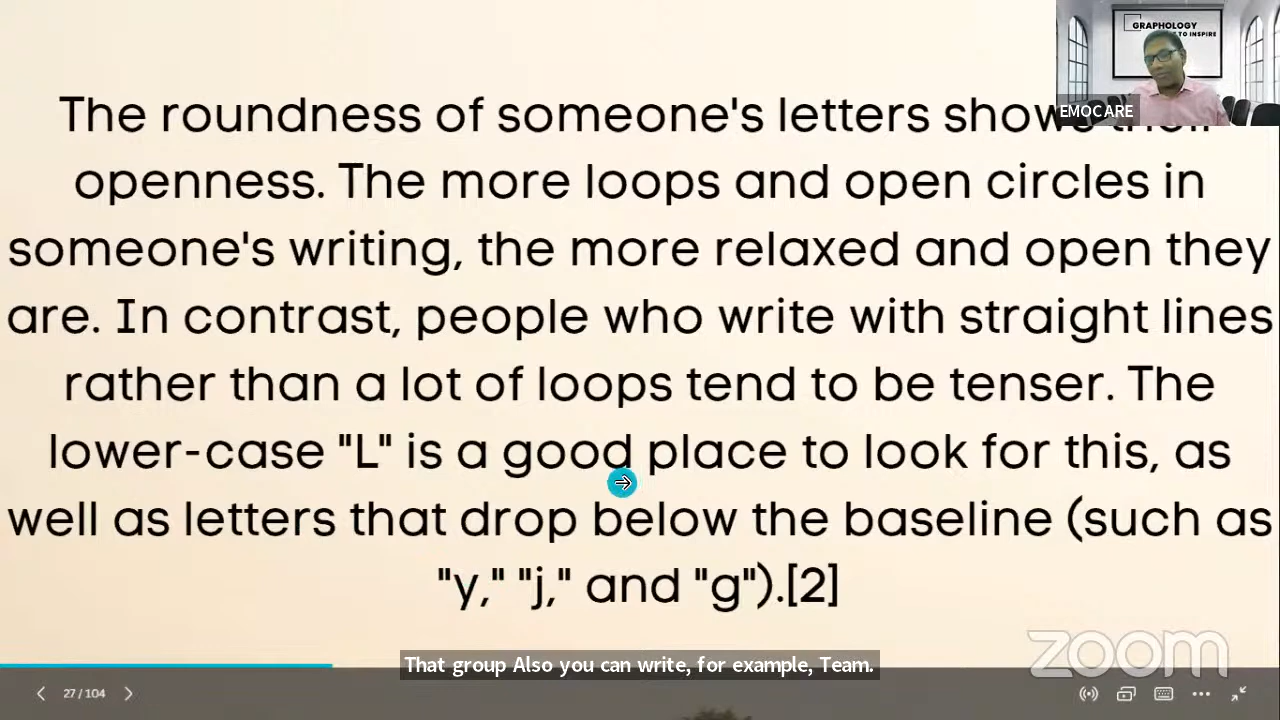 GRAPHOLOGY
TO INSPIRE
EMOCARE
The roundness of someone's letters shows their
openness. The more loops and open circles in
someone's writing, the more relaxed and open they
are. In contrast, people who write with straight lines
rather than a lot of loops tend to be tenser. The
lower-case "L" is a good place to look for this, as
well as letters that drop below the baseline (such as
"y," "j," and "g").[2]
zoom
That group Also you can write, for example, Team.
27 / 104